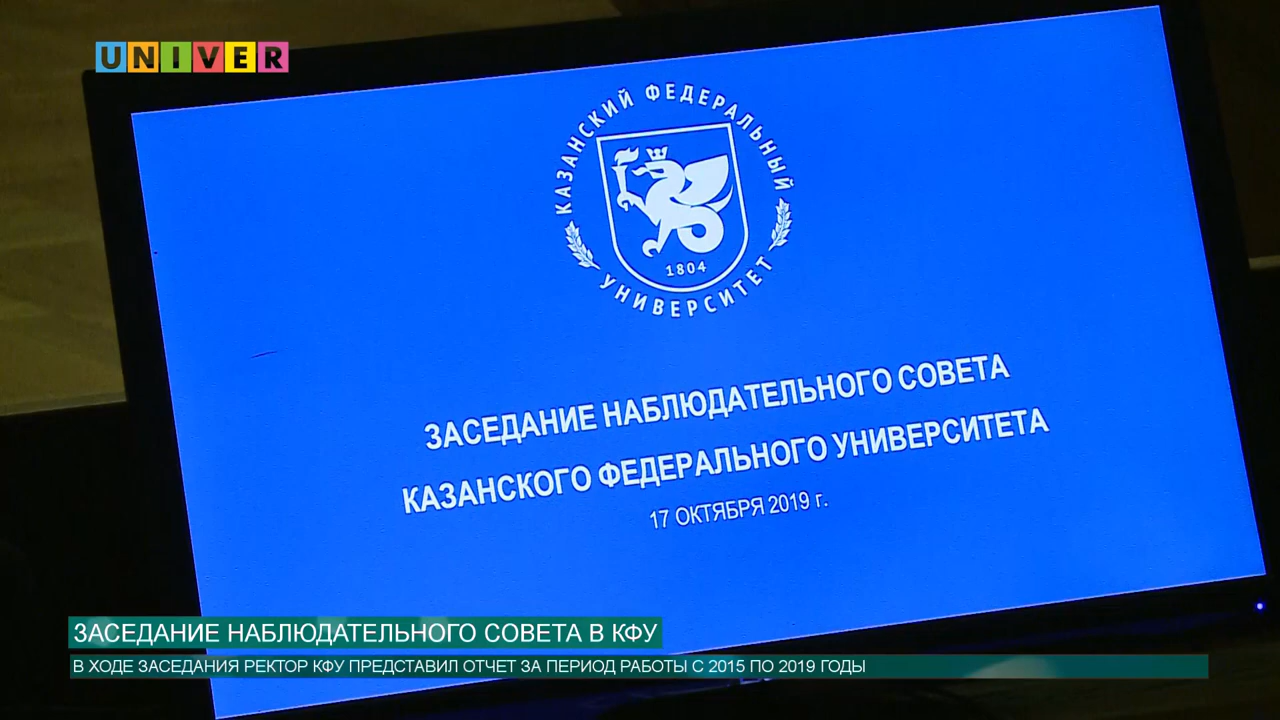 UNIVER
КАЗАНСКИЙ ФЕДЕРАЛЬНЫЙ
1804
УНИВЕРСИТЕТ
ЗАСЕДАНИЕ НАБЛЮДАТЕЛЬНОГО СОВЕТА
КАЗАНСКОГО ФЕДЕРАЛЬНОГО УНИВЕРСИТЕТА
17 ОКТЯБРЯ 2019 г.
ЗАСЕДАНИЕ НАБЛЮДАТЕЛЬНОГО СОВЕТА В КФУ
В ХОДЕ ЗАСЕДАНИЯ РЕКТОР КФУ ПРЕДСТАВИЛ ОТЧЕТ ЗА ПЕРИОД РАБОТЫ С 2015 ПО 2019 ГОДЫ